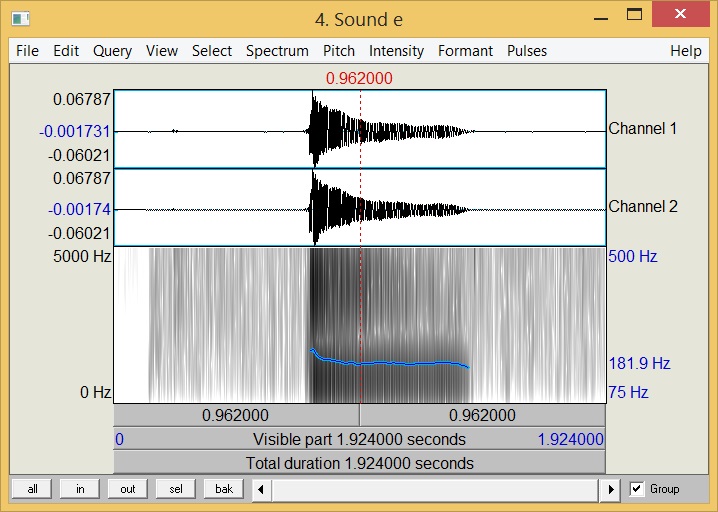 4. Sound e
File Edit Query View Select Spectrum Pitch Intensity Formant Pulses Help
0.962000
0.06787
-0.001731 Channel 1
-0.06021
0.06787
-0.00174 Channel 2
-0.06021
5000 Hz 500 Hz
181.9 Hz
0 Hz 75 Hz
0.962000 0.962000
0 Visible part 1.924000 seconds 1.924000
Total duration 1.924000 seconds
all in out sel bak Group